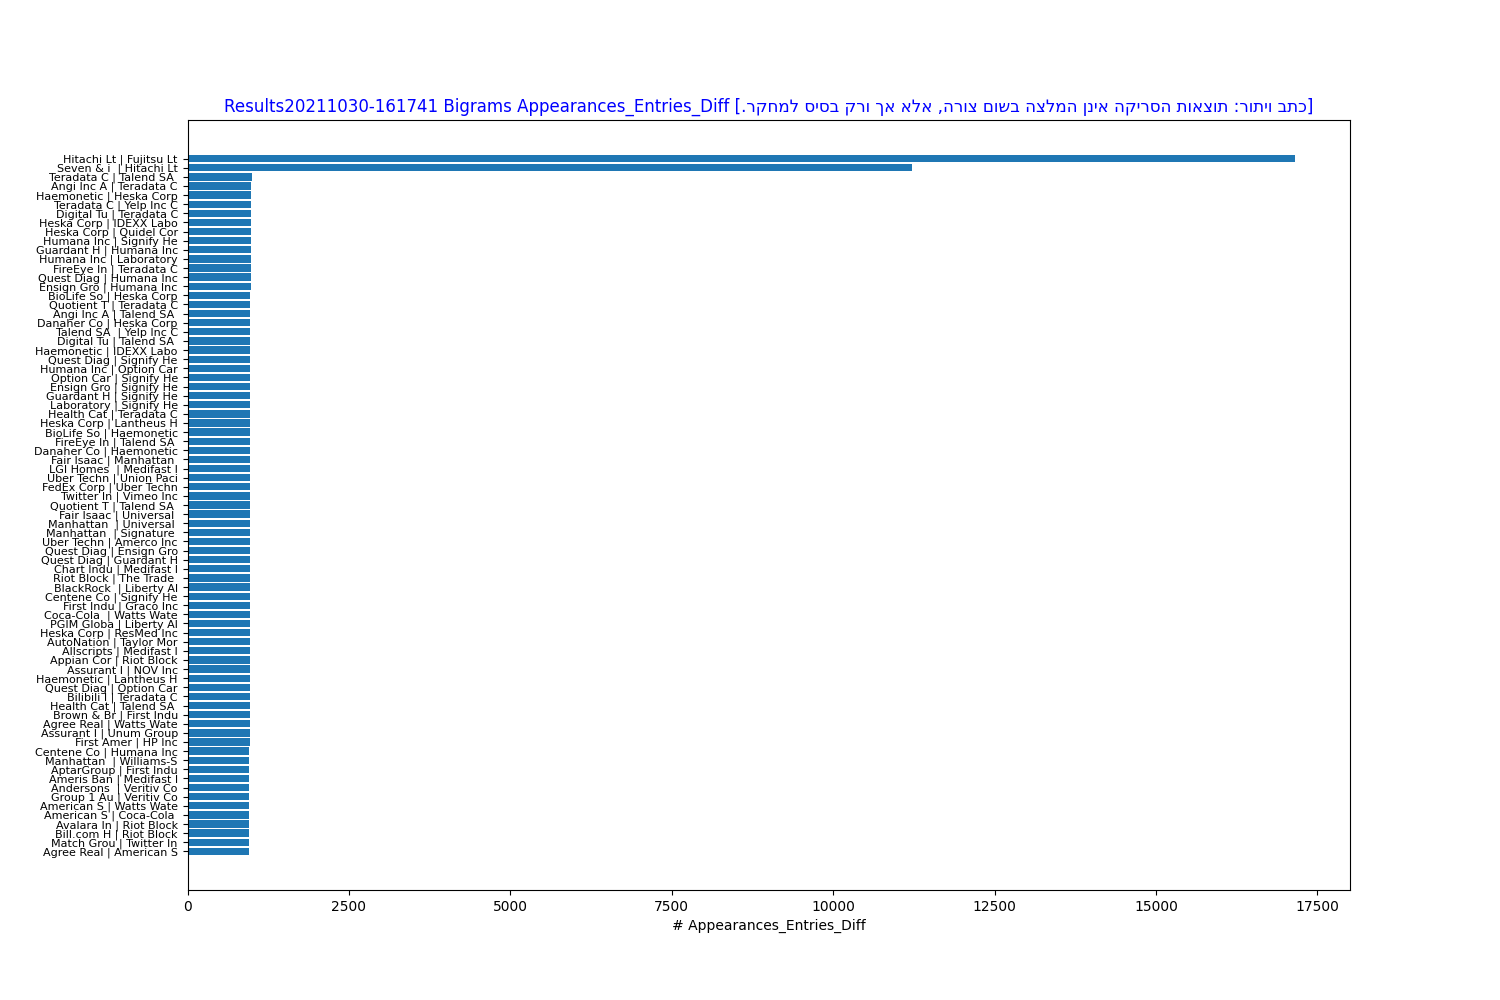 Results20211030-161741 Bigrams Appearances_Entries_Diff [כתב ויתור: תוצאות הסריקה אינן המלצה בשום צורה, אלא אך ורק בסיס למחקר.]
Hitachi Lt | Fujitsu Lt
Seven & i | Hitachi Lt
Teradata C | Talend SA
Angi Inc A | Teradata C
Haemonetic | Heska Corp
Teradata C | Yelp Inc C
Digital Tu | Teradata C
Heska Corp | IDEXX Labo
Heska Corp | Quidel Cor
Humana Inc | Signify He
Guardant H | Humana Inc
Humana Inc | Laboratory
FireEye In | Teradata C
Quest Diag | Humana Inc
Ensign Gro | Humana Inc
BioLife So | Heska Corp
Quotient T | Teradata C
Angi Inc A | Talend SA
Danaher Co | Heska Corp
Talend SA | Yelp Inc C
Digital Tu | Talend SA
Haemonetic | IDEXX Labo
Quest Diag | Signify He
Humana Inc | Option Car
Option Car | Signify He
Ensign Gro | Signify He
Guardant H | Signify He
Laboratory | Signify He
Health Cat | Teradata C
Heska Corp | Lantheus H
BioLife So | Haemonetic
FireEye In | Talend SA
Danaher Co | Haemonetic
Fair Isaac | Manhattan
LGI Homes | Medifast I
Uber Techn | Union Paci
FedEx Corp | Uber Techn
Twitter In | Vimeo Inc
Quotient T | Talend SA
Fair Isaac | Universal
Manhattan | Universal
Manhattan | Signature
Uber Techn | Amerco Inc
Quest Diag | Ensign Gro
Quest Diag | Guardant H
Chart Indu | Medifast I
Riot Block | The Trade
BlackRock | Liberty Al
Centene Co | Signify He
First Indu | Graco Inc
Coca-Cola | Watts Wate
PGIM Globa | Liberty Al
Heska Corp | ResMed Inc
AutoNation | Taylor Mor
Allscripts | Medifast I
Appian Cor | Riot Block
Assurant I | NOV Inc
Haemonetic | Lantheus H
Quest Diag | Option Car
Bilibili I | Teradata C
Health Cat | Talend SA
Brown & Br | First Indu
Agree Real | Watts Wate
Assurant I | Unum Group
First Amer | HP Inc
Centene Co | Humana Inc
Manhattan | Williams-S
AptarGroup | First Indu
Ameris Ban | Medifast I
Andersons | Veritiv Co
Group 1 Au | Veritiv Co
American S | Watts Wate
American S | Coca-Cola
Avalara In | Riot Block
Bill.com H | Riot Block
Match Grou | Twitter In
Agree Real | American S
0 2500 5000 7500 10000 12500 15000 17500
# Appearances_Entries_Diff